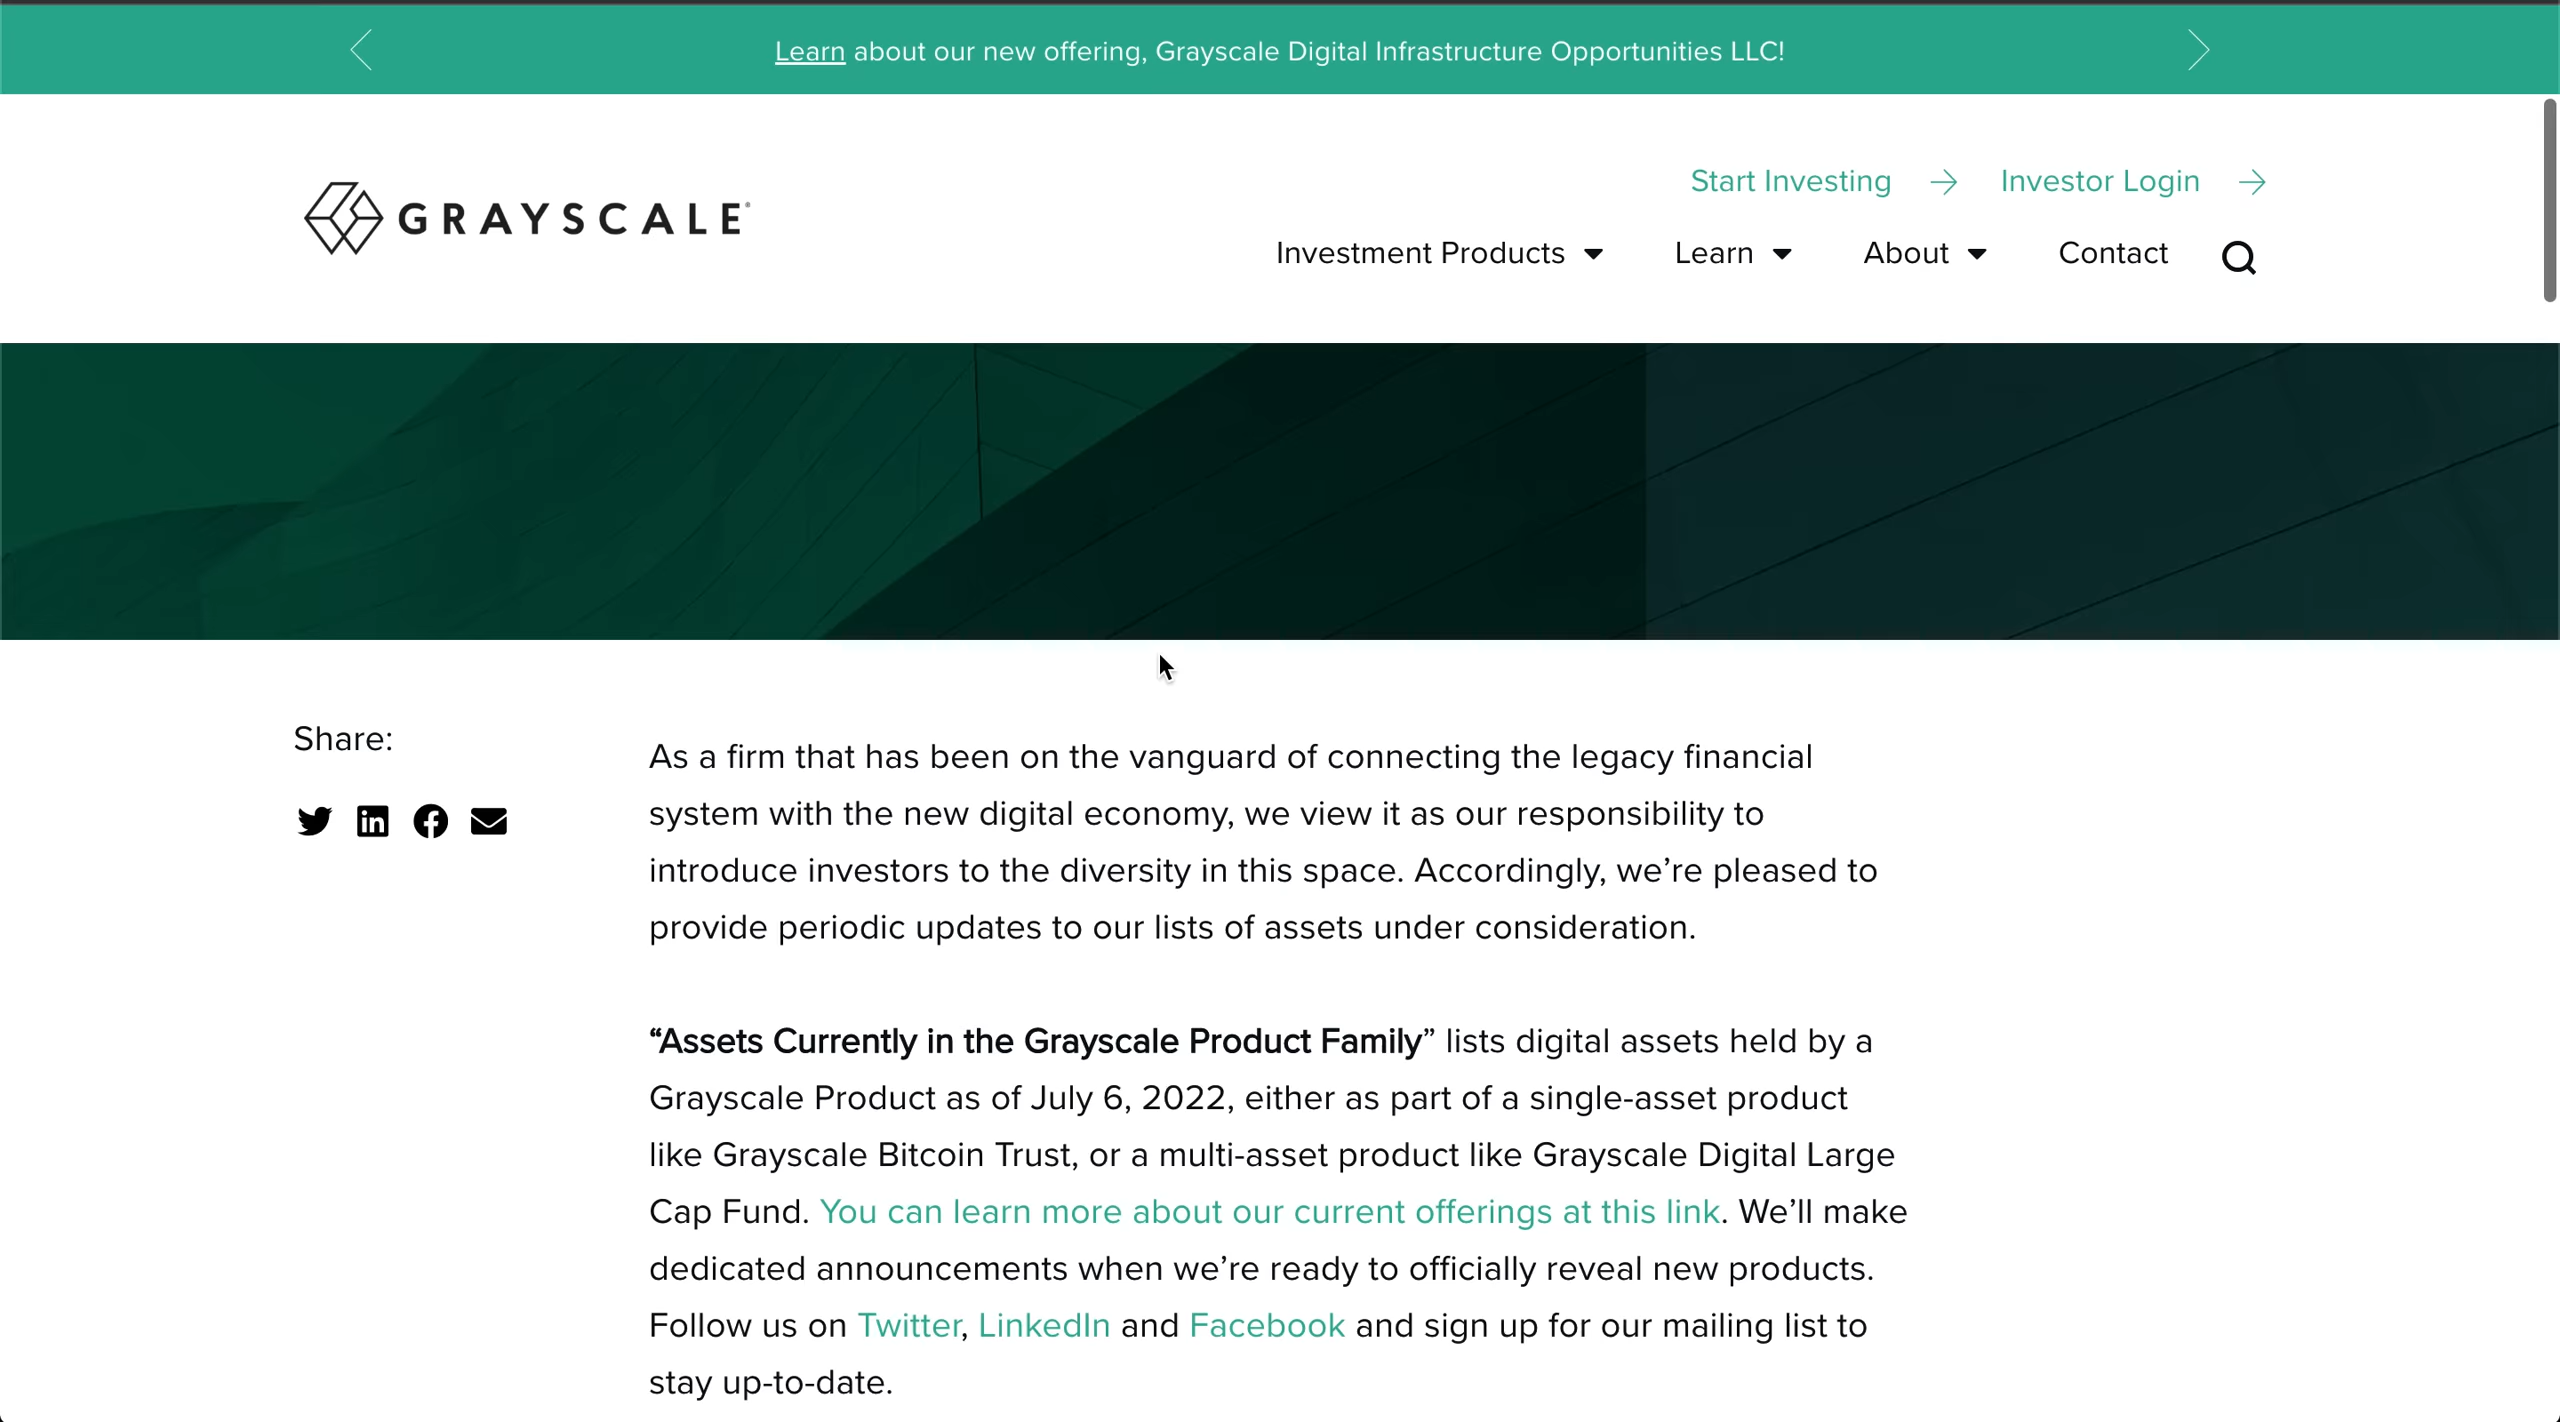 Learn about our new offering, Grayscale Digital Infrastructure Opportunities LLC!
GRAYSCALE®
Start Investing
Investor Login
Investment Products
Learn
About
Contact
Share:
As a firm that has been on the vanguard of connecting the legacy financial
system with the new digital economy, we view it as our responsibility to
introduce investors to the diversity in this space. Accordingly, we’re pleased to
provide periodic updates to our lists of assets under consideration.
“Assets Currently in the Grayscale Product Family” lists digital assets held by a
Grayscale Product as of July 6, 2022, either as part of a single-asset product
like Grayscale Bitcoin Trust, or a multi-asset product like Grayscale Digital Large
Cap Fund. You can learn more about our current offerings at this link. We’ll make
dedicated announcements when we’re ready to officially reveal new products.
Follow us on Twitter, LinkedIn and Facebook and sign up for our mailing list to
stay up-to-date.